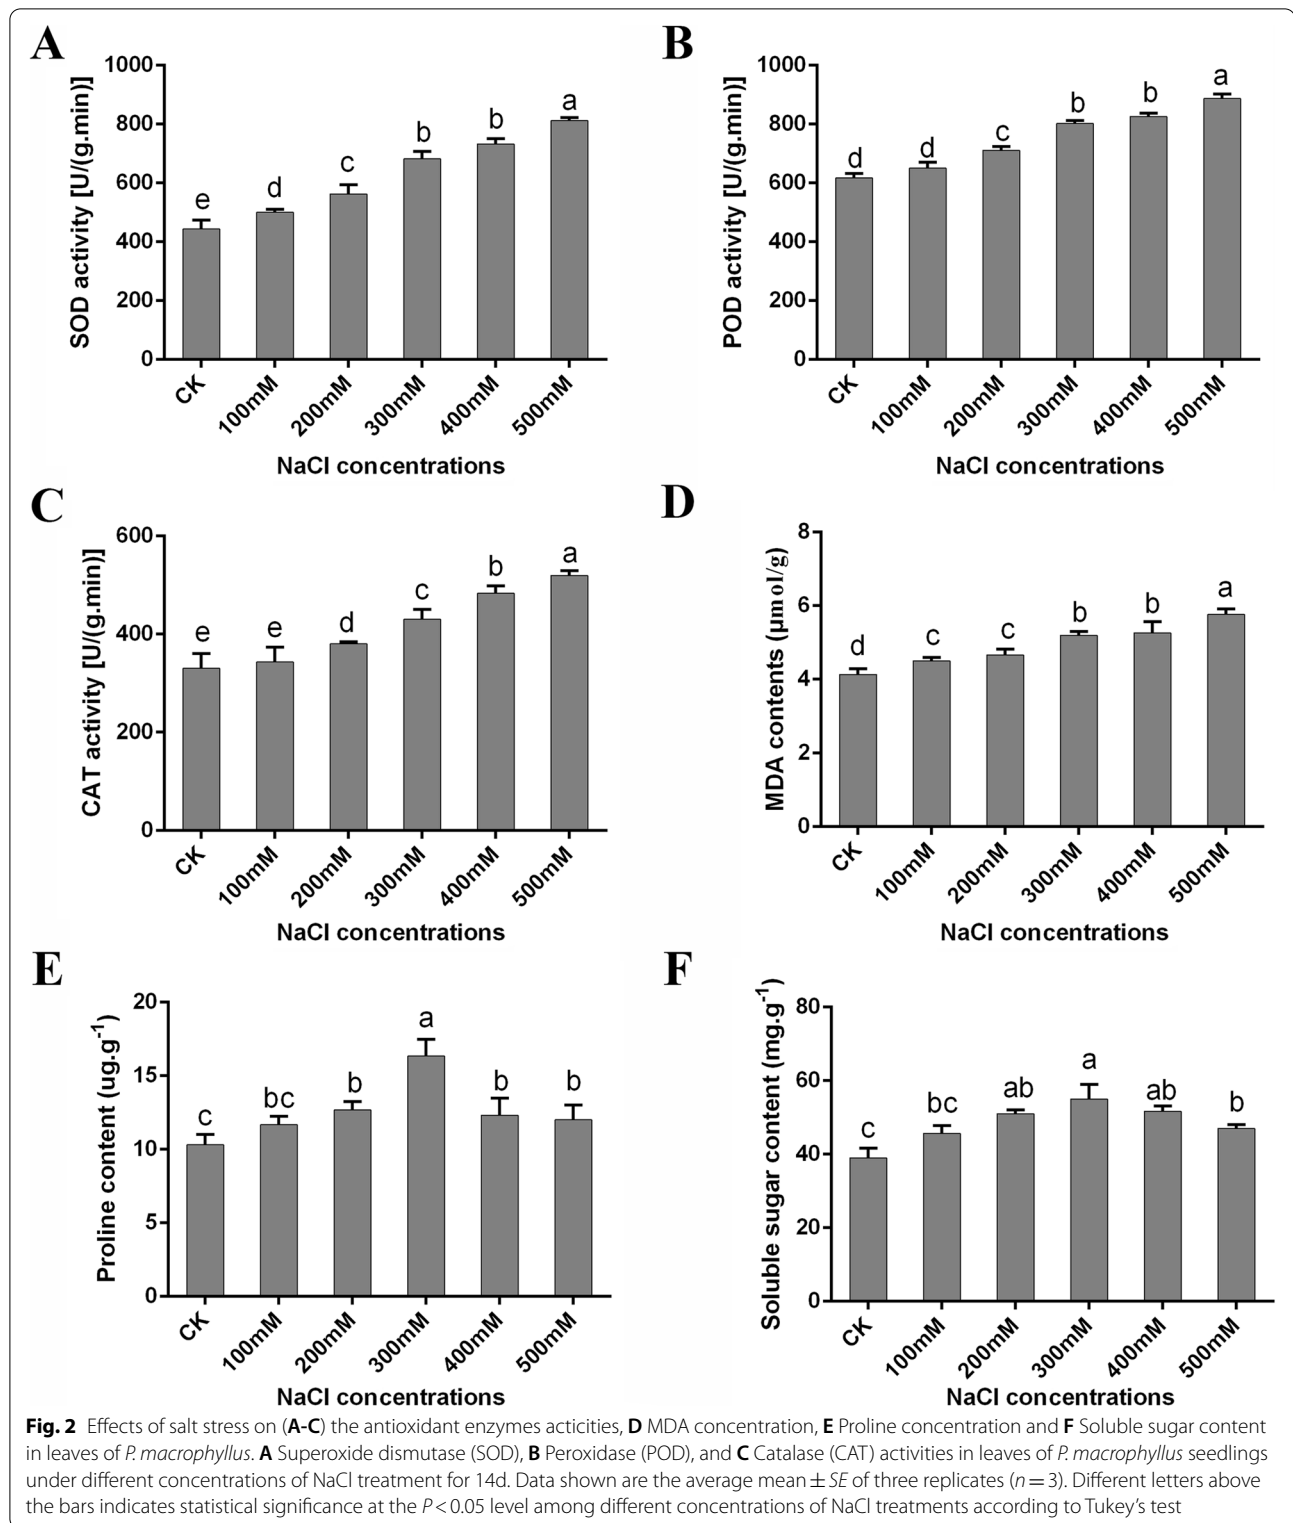 A
SOD activity [U/(g.min)]
1000
800
600
400
200
0
e
d
c
b
b
a
CK
100mM
200mM
300mM
400mM
500mM
NaCl concentrations
B
POD activity [U/(g.min)]
1000
800
600
400
200
0
d
d
c
b
b
a
CK
100mM
200mM
300mM
400mM
500mM
NaCl concentrations
C
CAT activity [U/(g.min)]
600
400
200
0
e
e
d
c
b
a
CK
100mM
200mM
300mM
400mM
500mM
NaCl concentrations
D
MDA contents (μmol/g)
8
6
4
2
0
d
c
c
b
b
a
CK
100mM
200mM
300mM
400mM
500mM
NaCl concentrations
E
Proline content (ug.g⁻¹)
20
15
10
5
0
c
bc
b
a
b
b
CK
100mM
200mM
300mM
400mM
500mM
NaCl concentrations
F
Soluble sugar content (mg.g⁻¹)
80
60
40
20
0
c
bc
ab
a
ab
b
CK
100mM
200mM
300mM
400mM
500mM
NaCl concentrations
Fig. 2 Effects of salt stress on (A-C) the antioxidant enzymes acticities, D MDA concentration, E Proline concentration and F Soluble sugar content
in leaves of P. macrophyllus. A Superoxide dismutase (SOD), B Peroxidase (POD), and C Catalase (CAT) activities in leaves of P. macrophyllus seedlings
under different concentrations of NaCl treatment for 14d. Data shown are the average mean ± SE of three replicates (n = 3). Different letters above
the bars indicates statistical significance at the P < 0.05 level among different concentrations of NaCl treatments according to Tukey's test